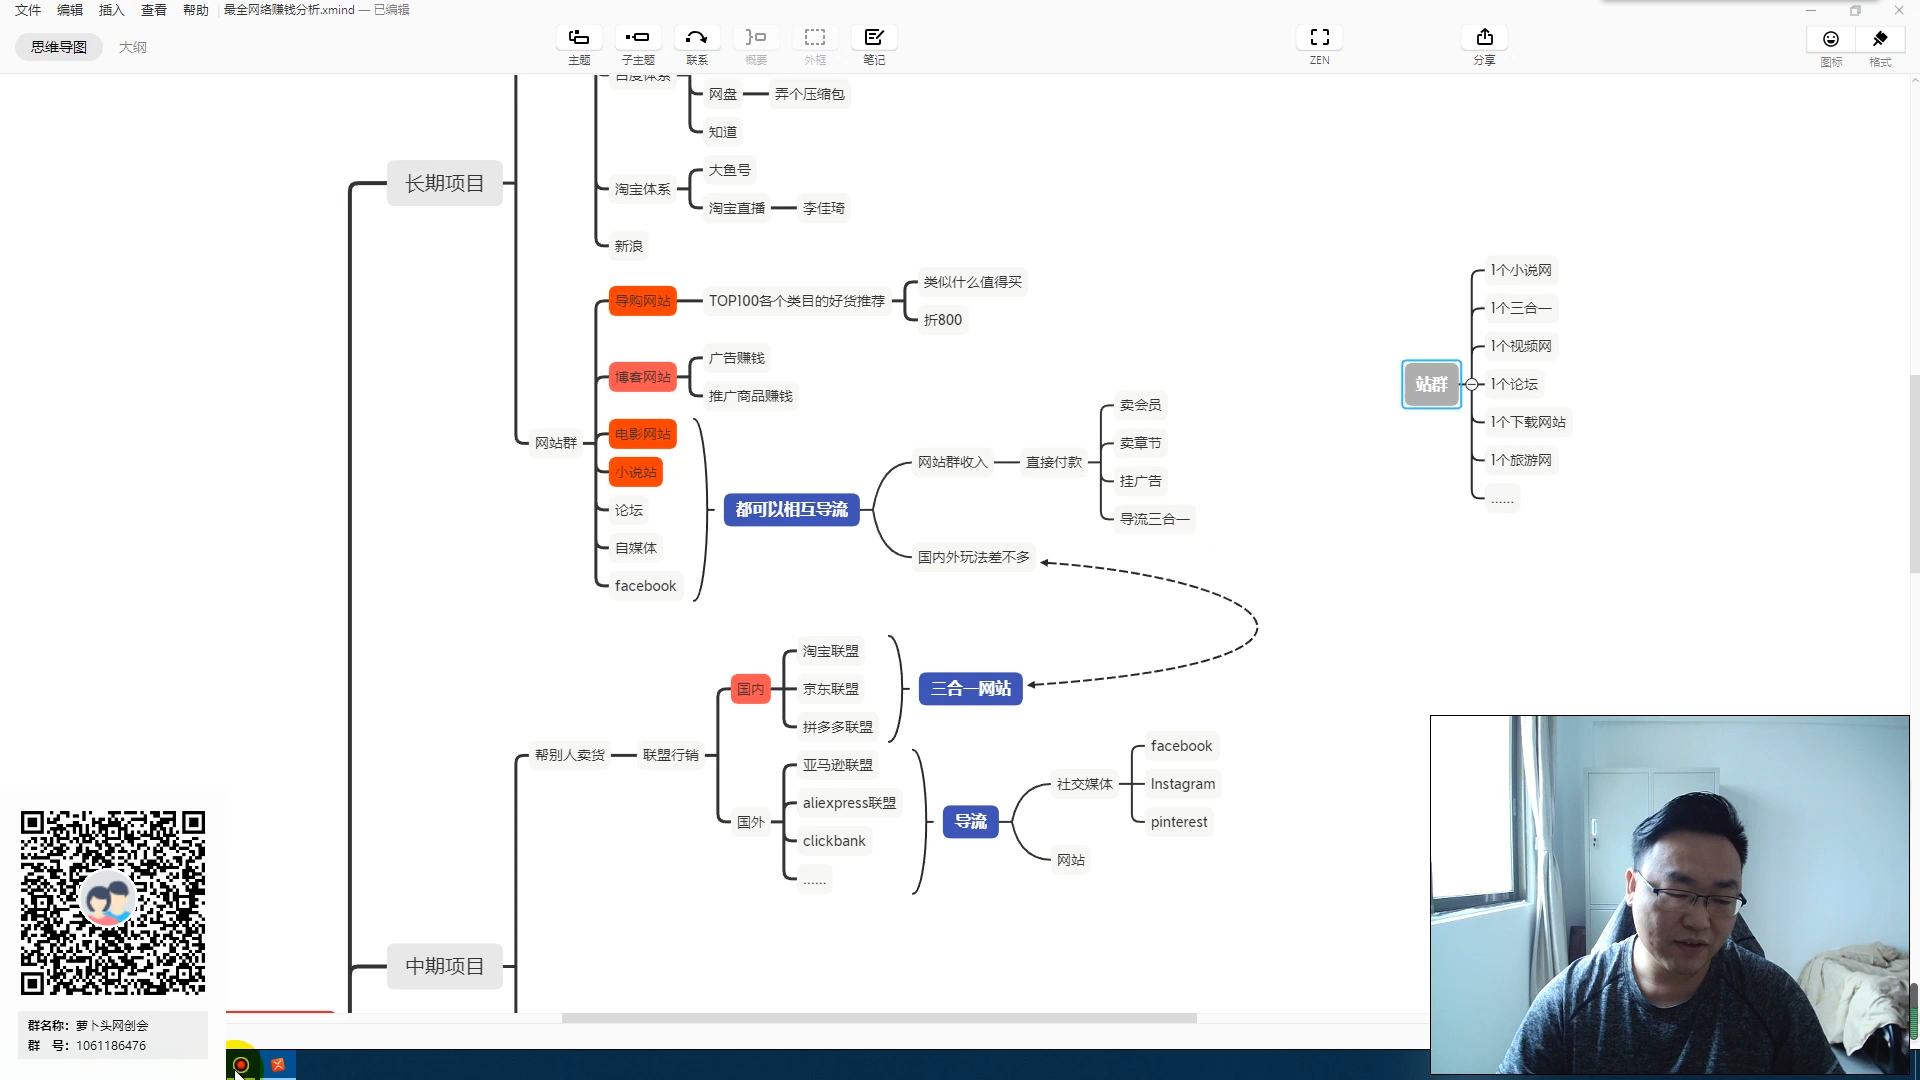 文件 编辑 插入 查看 帮助 最全网络赚钱分析.xmind — 已编辑
思维导图 大纲
主题 子主题 联系 概要 外框 笔记 ZEN 分享 图标 格式
百度体系
网盘 弄个压缩包
知道
长期项目
大鱼号
淘宝体系
淘宝直播 李佳琦
新浪
导购网站 TOP100各个类目的好货推荐
类似什么值得买
折800
博客网站
广告赚钱
推广商品赚钱
网站群
电影网站
小说站
论坛
自媒体
facebook
都可以相互导流
网站群收入 直接付款
卖会员
卖章节
挂广告
导流三合一
国内外玩法差不多
站群
1个小说网
1个三合一
1个视频网
1个论坛
1个下载网站
1个旅游网
......
帮别人卖货 联盟行销
国内
淘宝联盟
京东联盟
拼多多联盟
三合一网站
国外
亚马逊联盟
aliexpress联盟
clickbank
......
导流
社交媒体
facebook
Instagram
pinterest
网站
中期项目
群名称：萝卜头网创会
群 号：1061186476